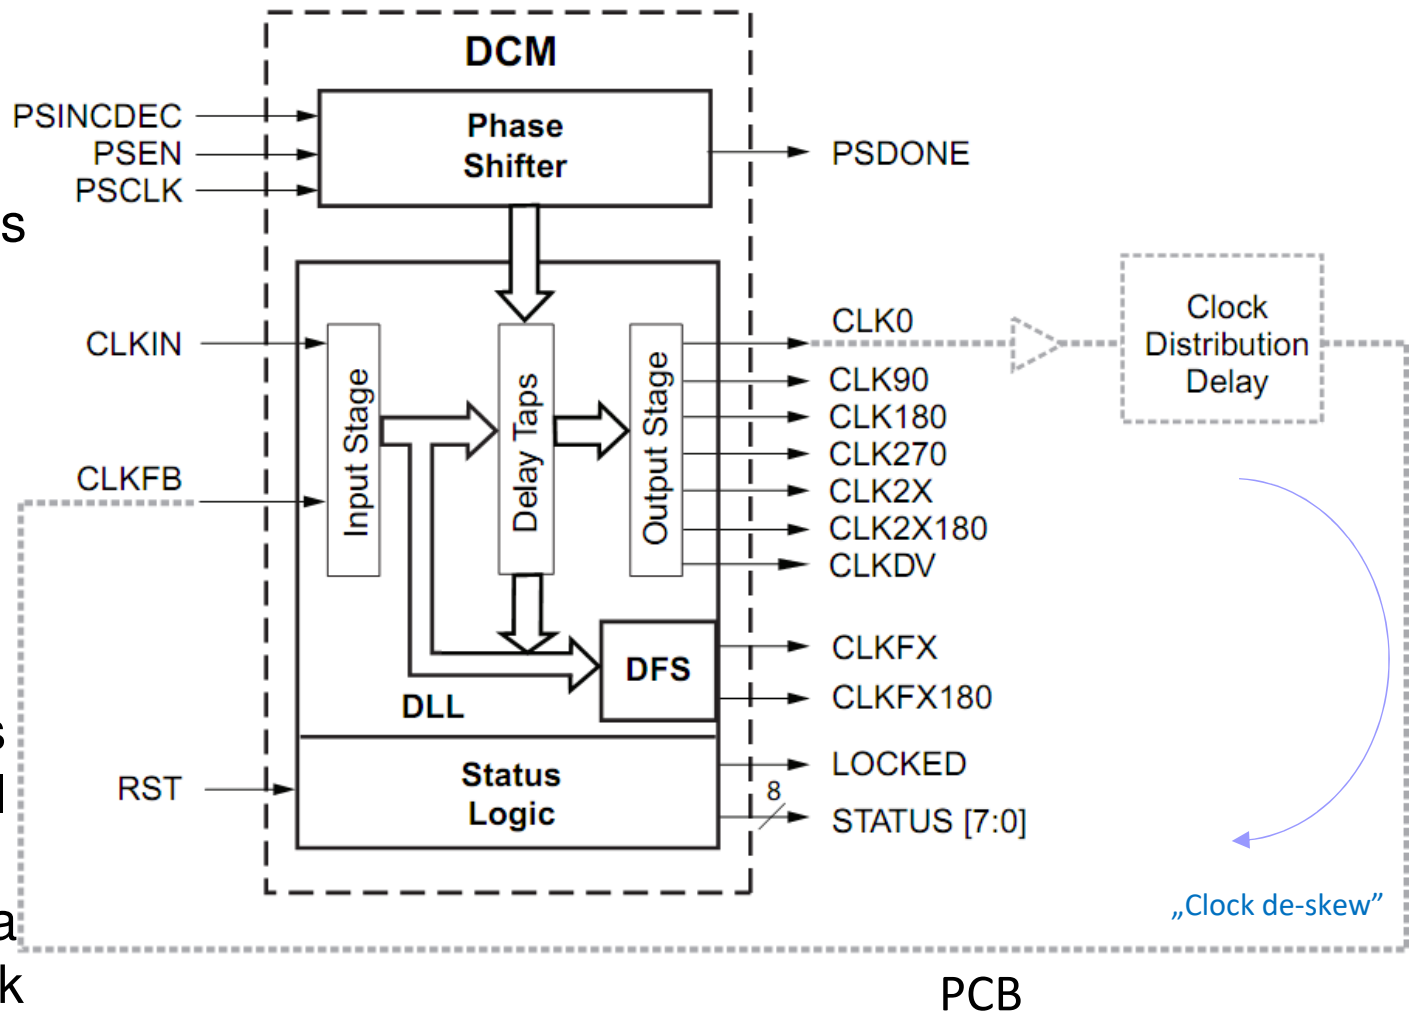 DCM
PSINCDEC
PSEN
PSCLK
Phase
Shifter
PSDONE
s
CLKIN
CLKFB
Input Stage
Delay Taps
Output Stage
CLK0
CLK90
CLK180
CLK270
CLK2X
CLK2X180
CLKDV
Clock
Distribution
Delay
DFS
CLKFX
CLKFX180
DLL
s
l
RST
Status
Logic
LOCKED
8
STATUS [7:0]
„Clock de-skew”
a
k
PCB